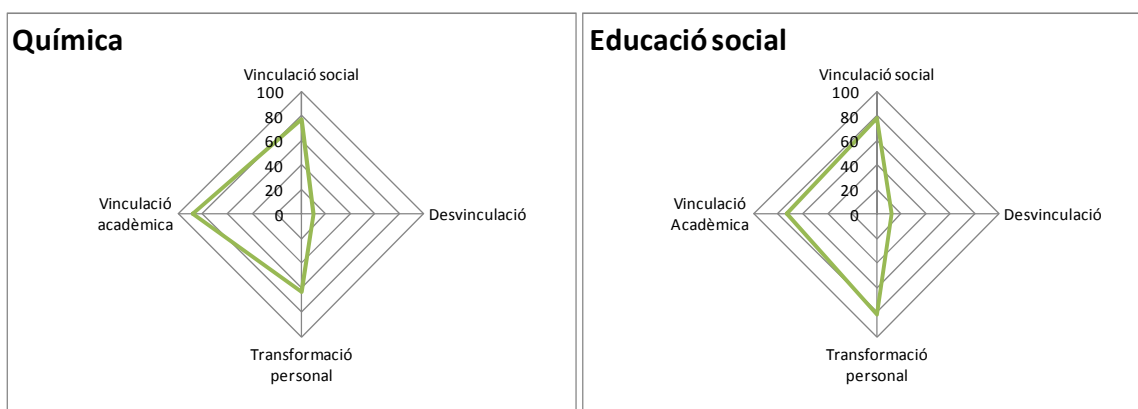 Química
Vinculació social
100
80
60
40
20
0
Vinculació
acadèmica
Desvinculació
Transformació
personal
Educació social
Vinculació social
100
80
60
40
20
0
Vinculació
Acadèmica
Desvinculació
Transformació
personal